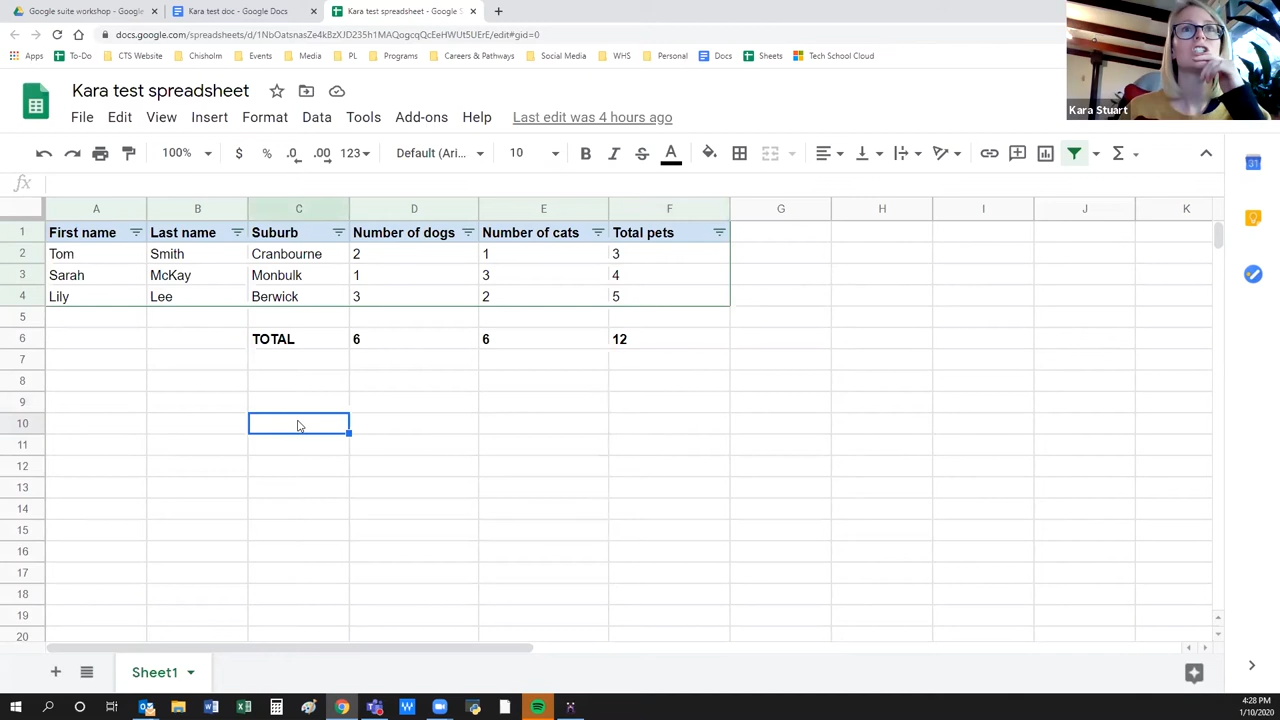 Google suite workshop - Google
Kara test doc - Google Docs
Kara test spreadsheet - Google S
docs.google.com/spreadsheets/d/
Apps To-Do CTS Website Chisholm Events Media PL Programs Careers & Pathways Social Media WHS Personal Docs Sheets Tech School Cloud
Kara Stuart
Kara test spreadsheet
File Edit View Insert Format Data Tools Add-ons Help Last edit was 4 hours ago
100% $ % .0 .00 123 Default (Ari... 10 B I S A Σ
fx
A B C D E F G H I J K
1 First name Last name Suburb Number of dogs Number of cats Total pets
2 Tom Smith Cranbourne 2 1 3
3 Sarah McKay Monbulk 1 3 4
4 Lily Lee Berwick 3 2 5
5
6 TOTAL 6 6 12
7
8
9
10
11
12
13
14
15
16
17
18
19
20
Sheet1
4:28 PM
1/10/2020